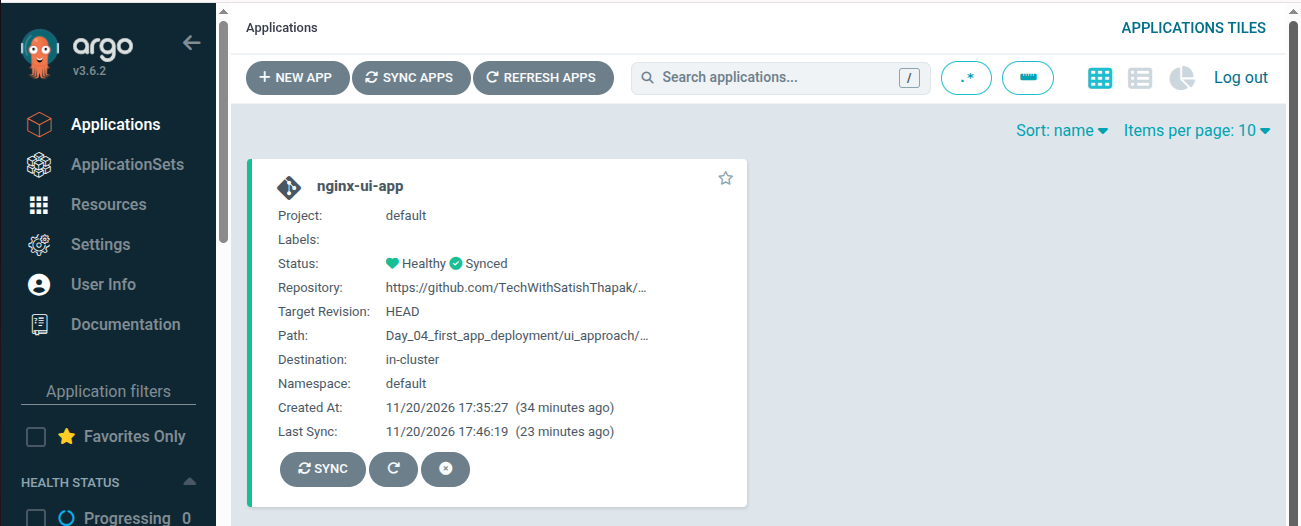 argo
v3.6.2
Applications
ApplicationSets
Resources
Settings
User Info
Documentation
Application filters
Favorites Only
HEALTH STATUS
Progressing 0
Applications
APPLICATIONS TILES
+ NEW APP
SYNC APPS
REFRESH APPS
Search applications...
/
.*
Log out
Sort: name
Items per page: 10
nginx-ui-app
Project: default
Labels:
Status: Healthy Synced
Repository: https://github.com/TechWithSatishThapak/...
Target Revision: HEAD
Path: Day_04_first_app_deployment/ui_approach/...
Destination: in-cluster
Namespace: default
Created At: 11/20/2026 17:35:27 (34 minutes ago)
Last Sync: 11/20/2026 17:46:19 (23 minutes ago)
SYNC